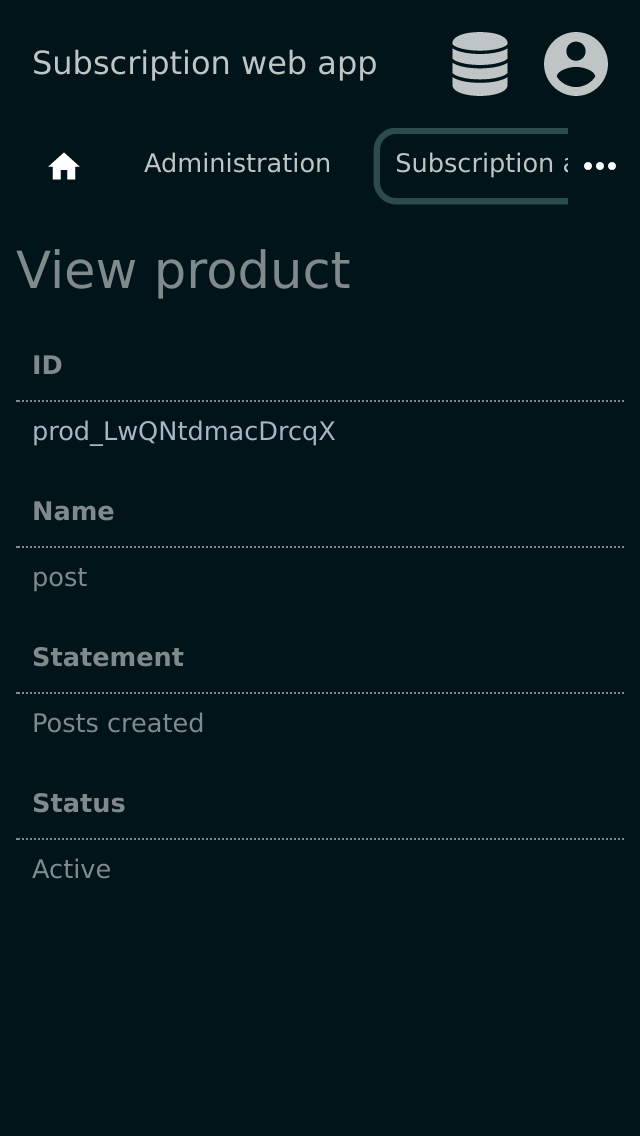 Subscription web app
Administration
Subscription
View product
ID
prod_LwQNtdmacDrcqX
Name
post
Statement
Posts created
Status
Active